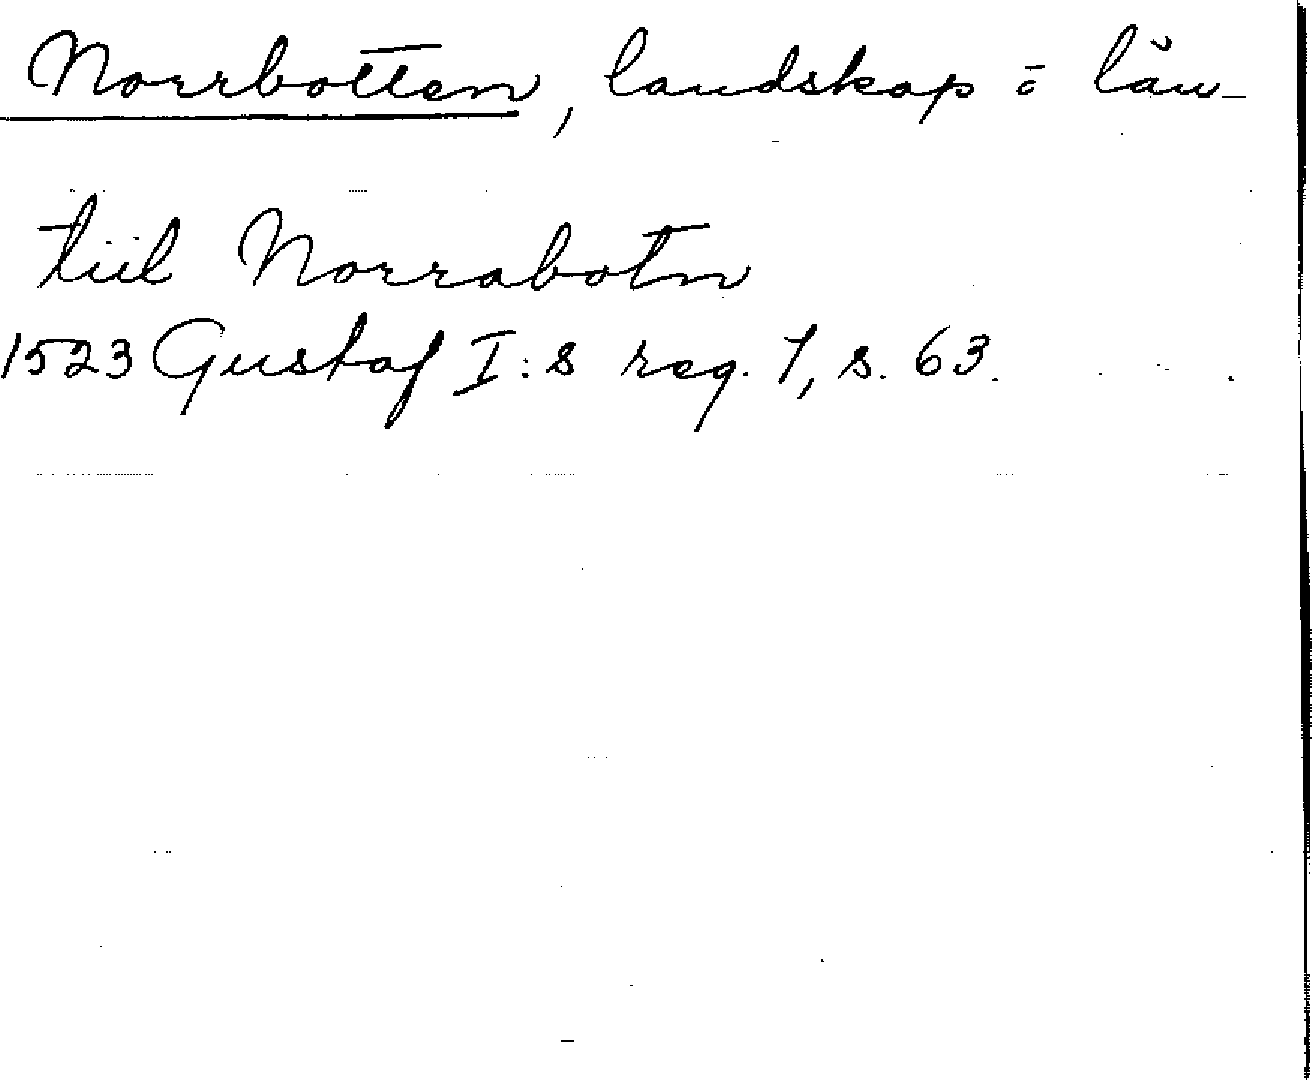 Norrbotten, landskap o län
tiil Norrabotn
1523 Gustaf I:s reg. 1, s. 63.